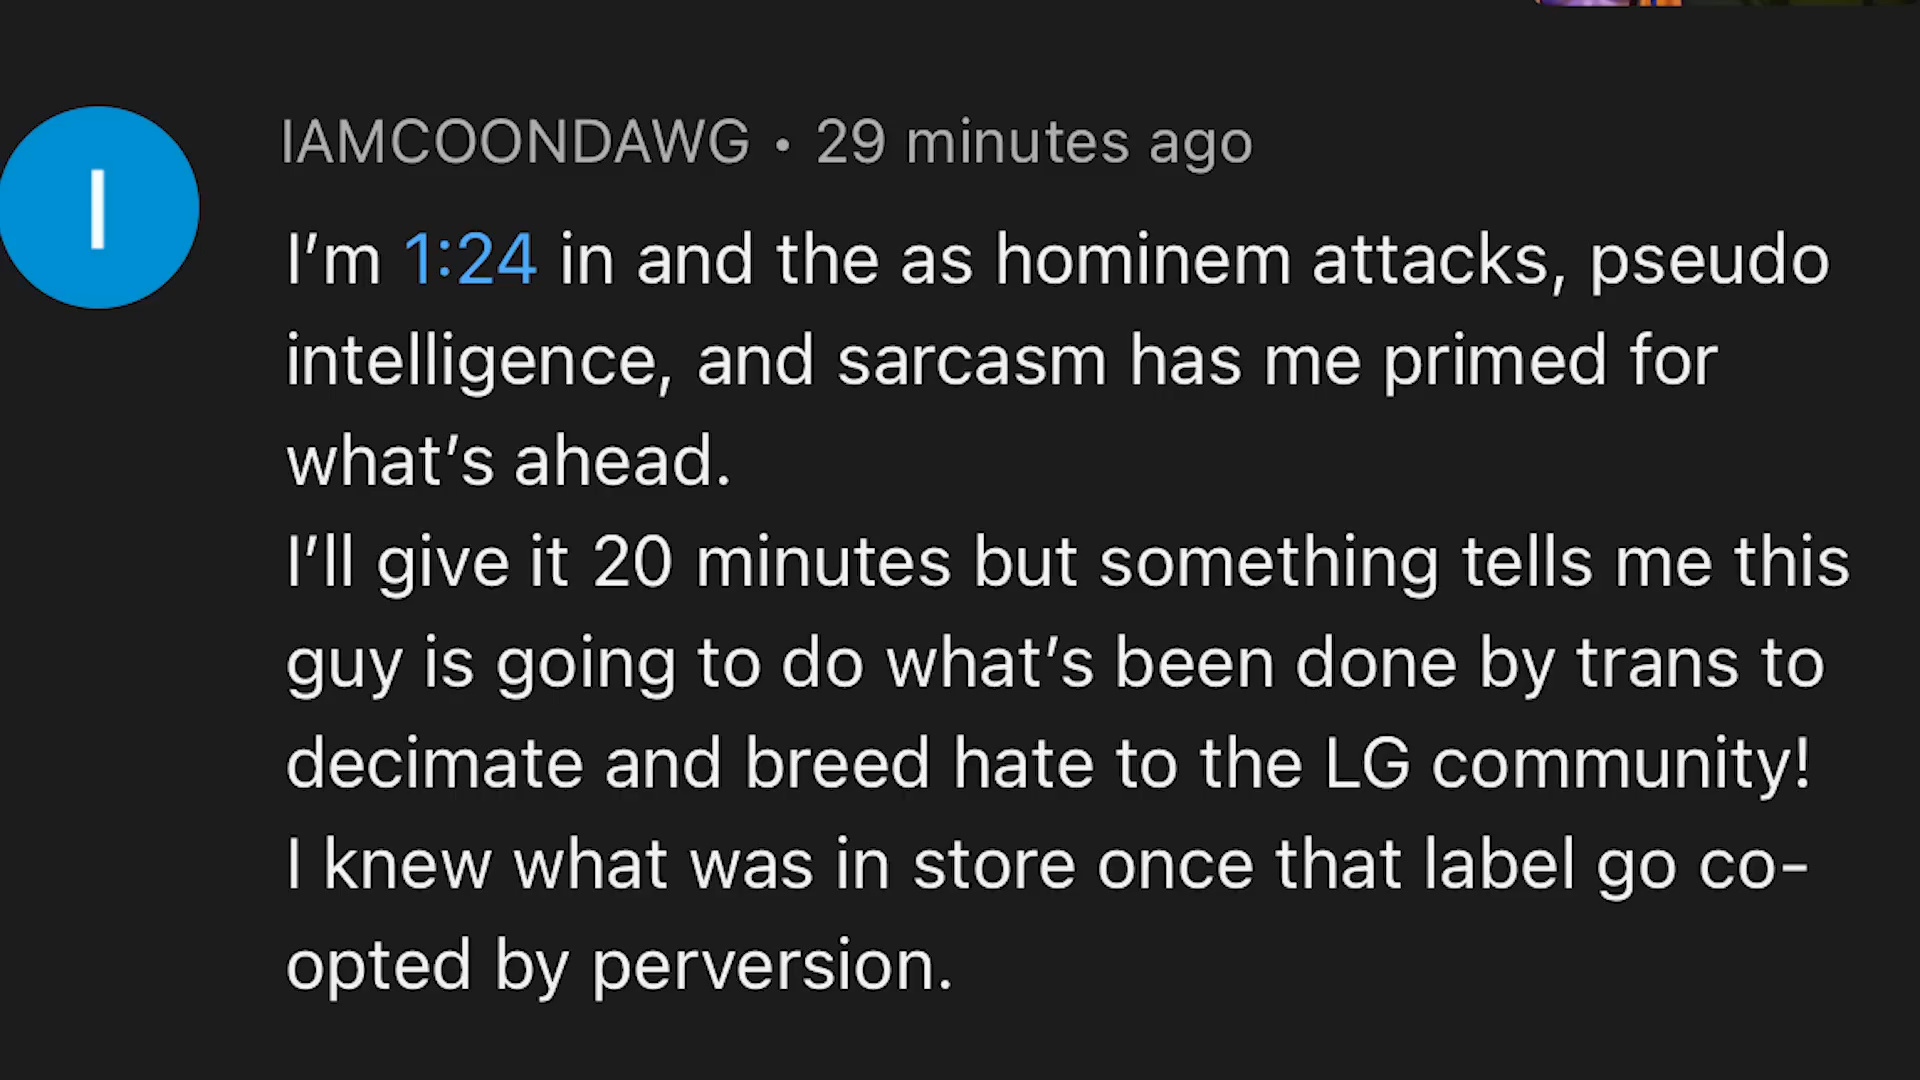 I
IAMCOONDAWG • 29 minutes ago
I'm 1:24 in and the as hominem attacks, pseudo
intelligence, and sarcasm has me primed for
what's ahead.
I'll give it 20 minutes but something tells me this
guy is going to do what's been done by trans to
decimate and breed hate to the LG community!
I knew what was in store once that label go co-
opted by perversion.